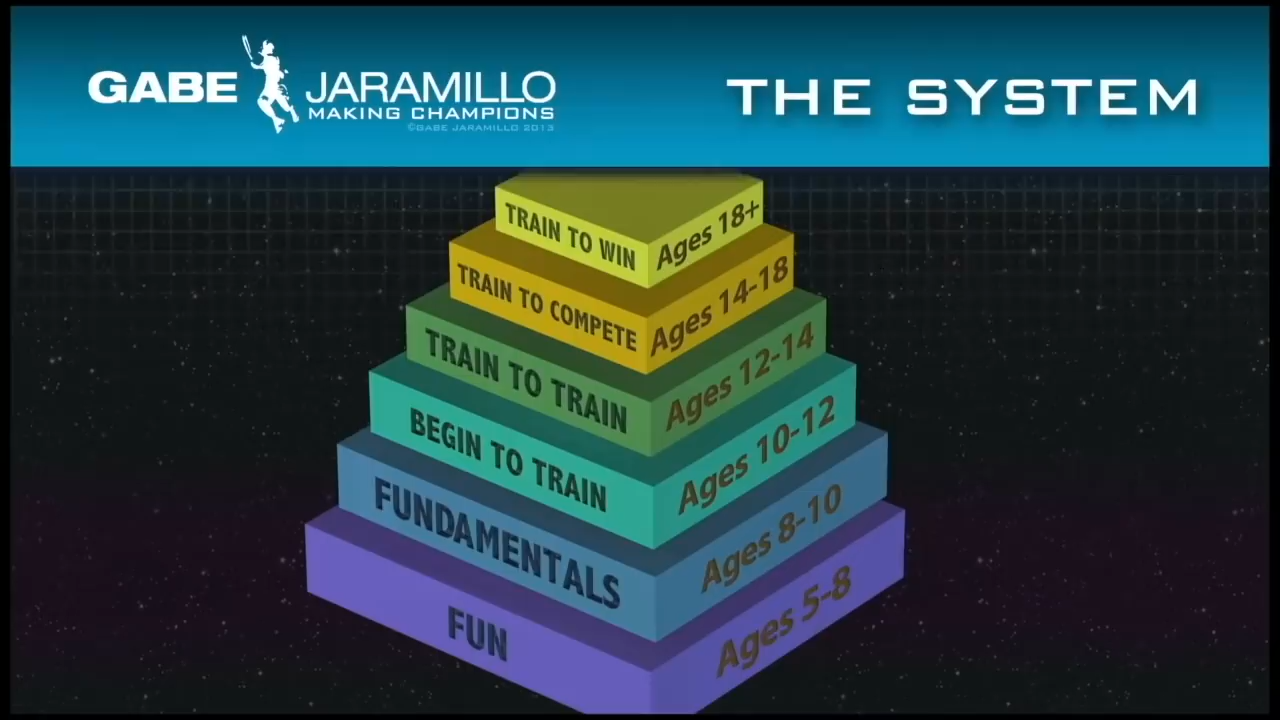 GABE JARAMILLO
MAKING CHAMPIONS
©GABE JARAMILLO 2013
THE SYSTEM
TRAIN TO WIN Ages 18+
TRAIN TO COMPETE Ages 14-18
TRAIN TO TRAIN Ages 12-14
BEGIN TO TRAIN Ages 10-12
FUNDAMENTALS Ages 8-10
FUN Ages 5-8